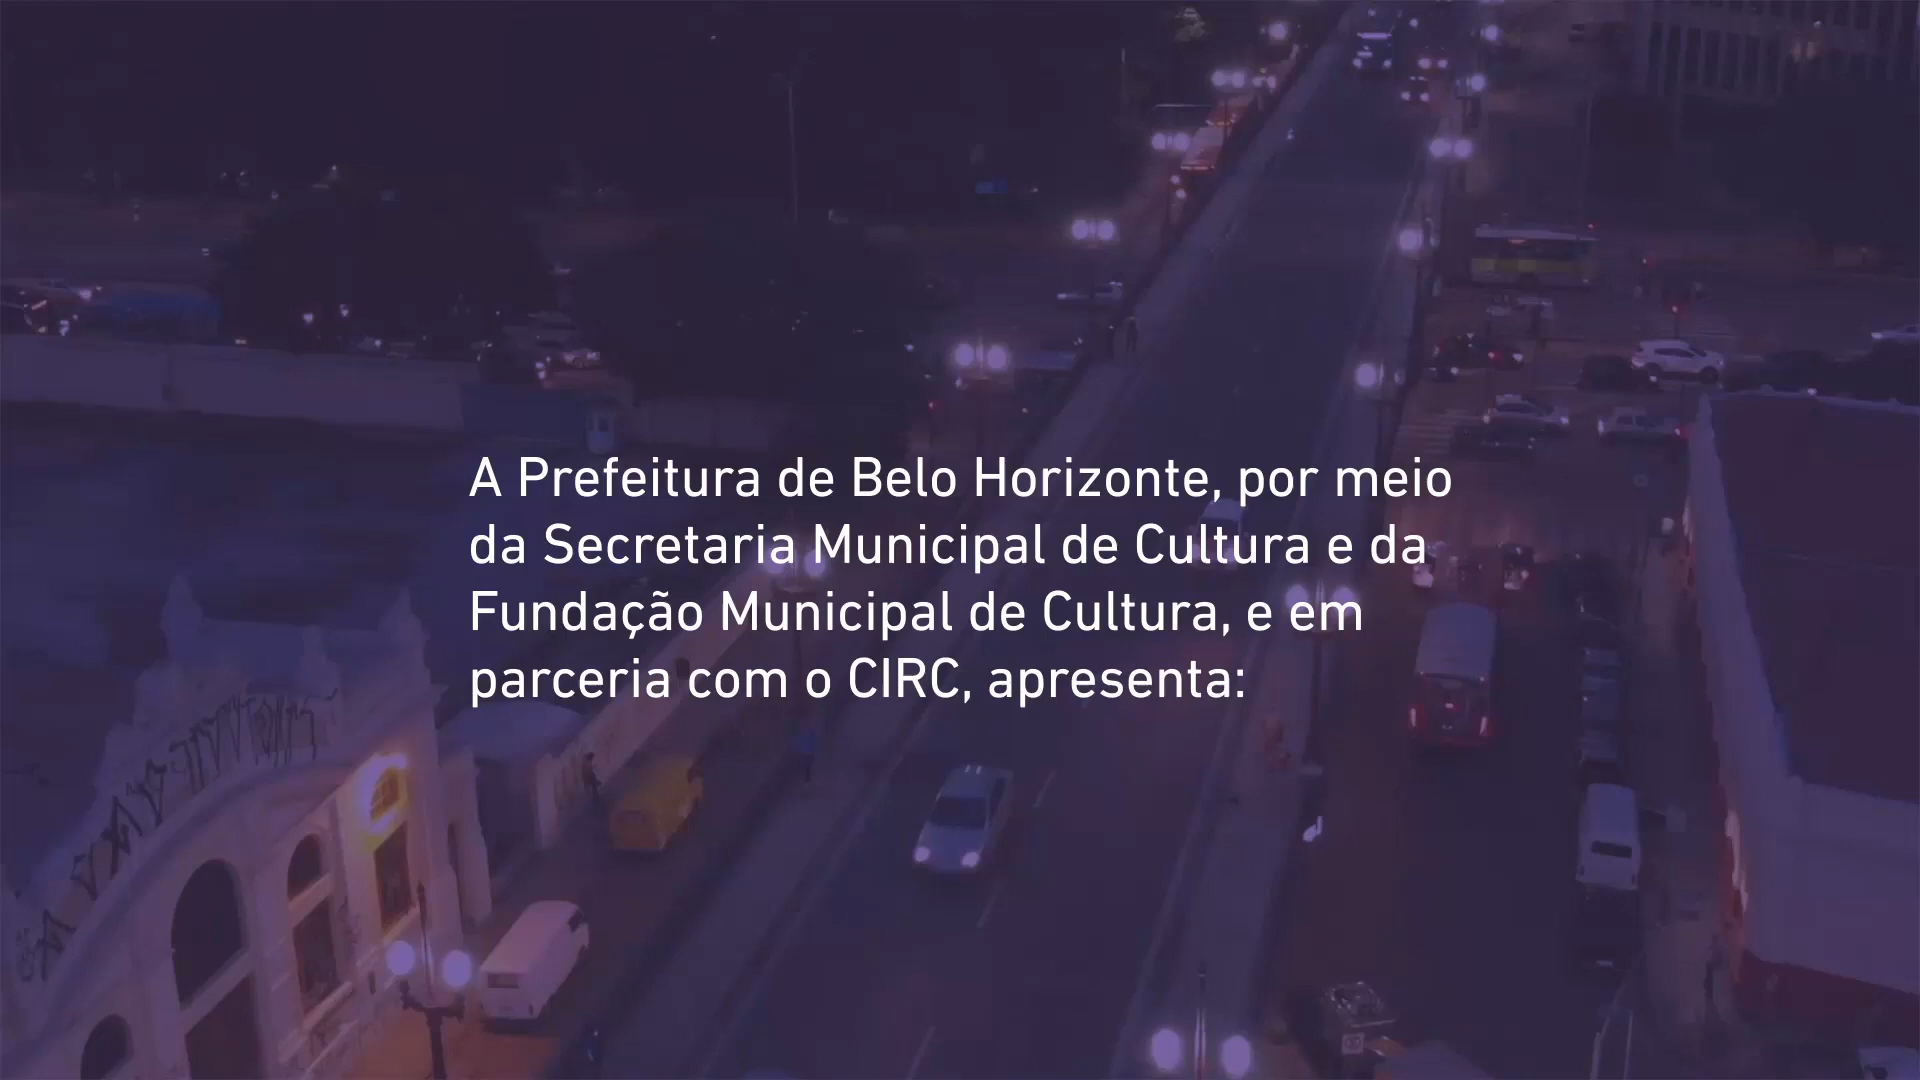 A Prefeitura de Belo Horizonte, por meio
da Secretaria Municipal de Cultura e da
Fundação Municipal de Cultura, e em
parceria com o CIRC, apresenta: